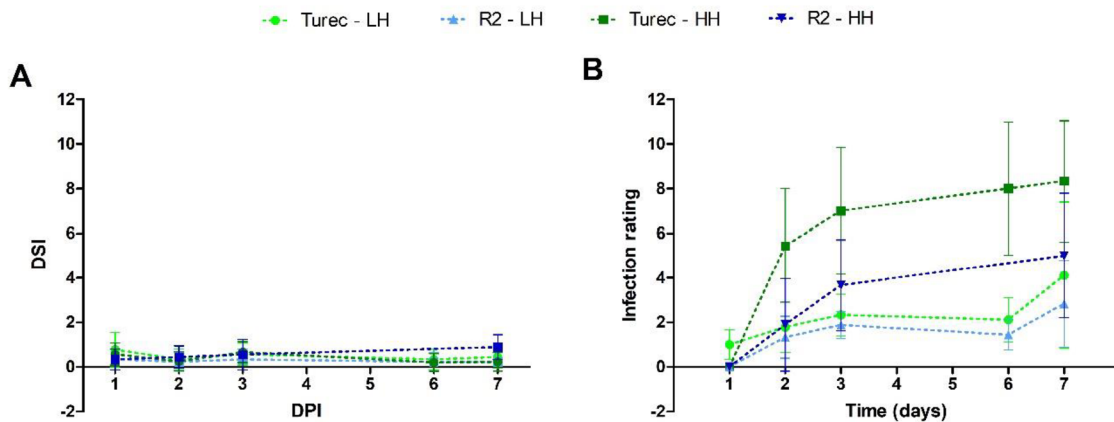 Turec - LH R2 - LH Turec - HH R2 - HH
A
12
10
8
6
4
2
0
-2
DSI
1 2 3 4 5 6 7
DPI
B
12
10
8
6
4
2
0
-2
Infection rating
1 2 3 4 5 6 7
Time (days)